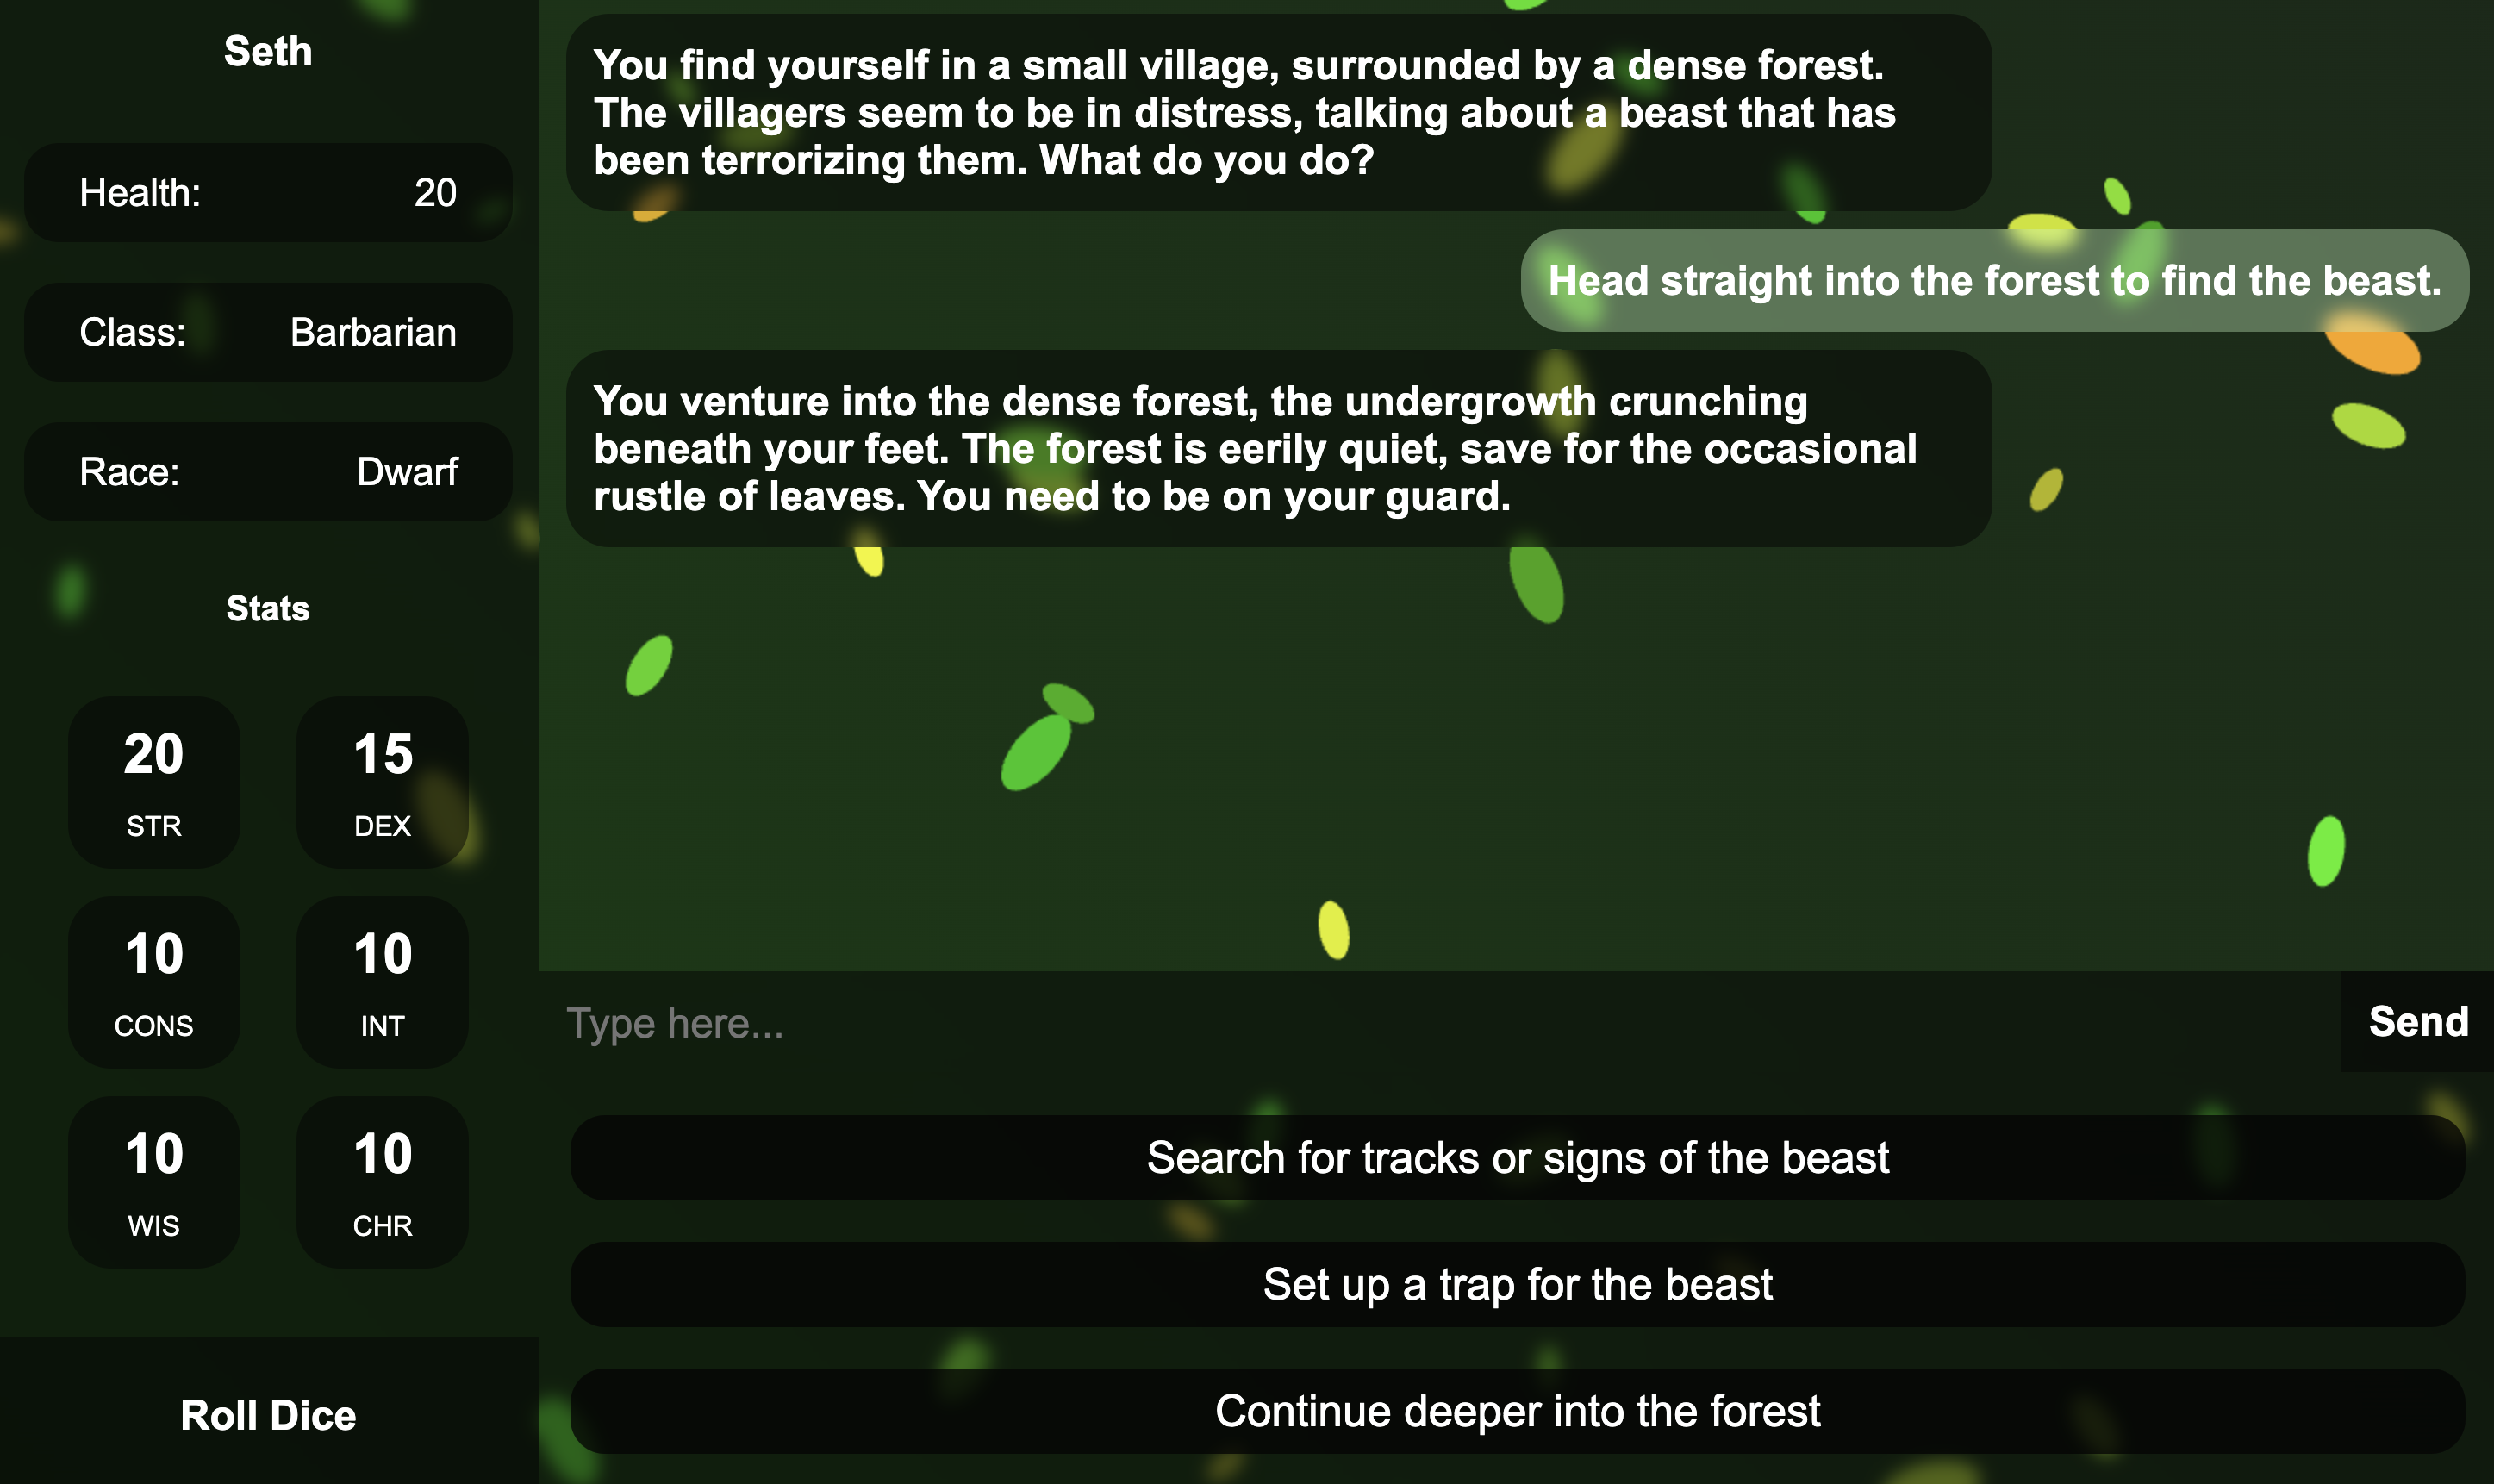 Seth
Health: 20
Class: Barbarian
Race: Dwarf
Stats
20 15
STR DEX
10 10
CONS INT
10 10
WIS CHR
Roll Dice
You find yourself in a small village, surrounded by a dense forest.
The villagers seem to be in distress, talking about a beast that has
been terrorizing them. What do you do?
Head straight into the forest to find the beast.
You venture into the dense forest, the undergrowth crunching
beneath your feet. The forest is eerily quiet, save for the occasional
rustle of leaves. You need to be on your guard.
Type here... Send
Search for tracks or signs of the beast
Set up a trap for the beast
Continue deeper into the forest